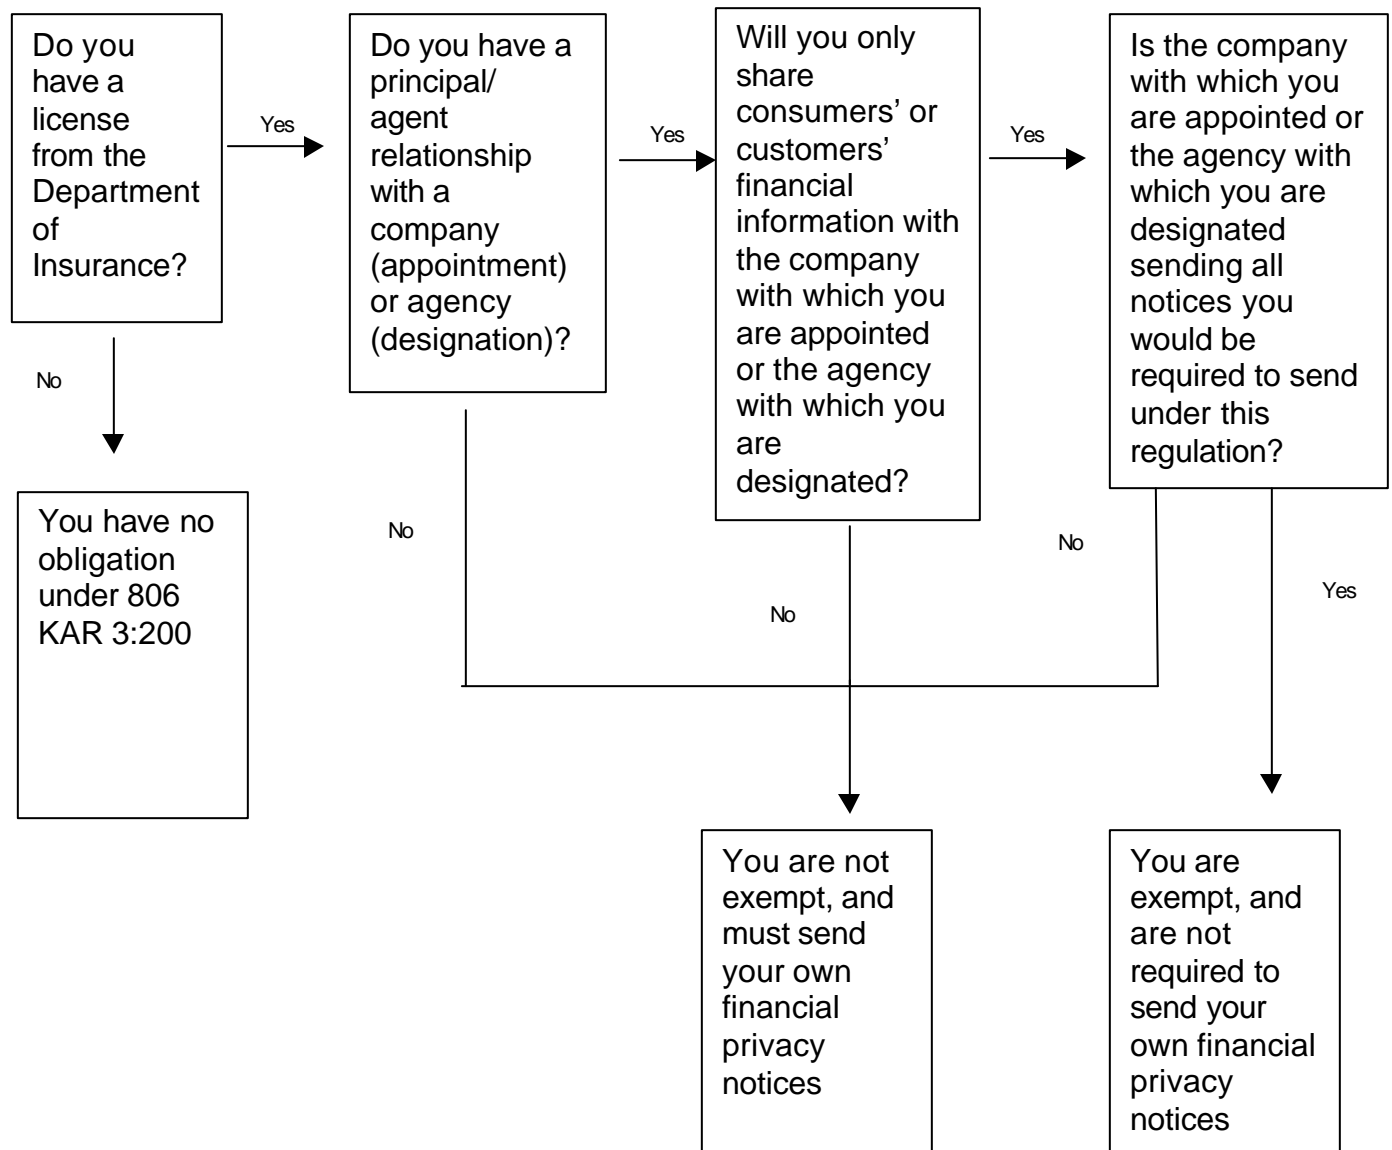 Do you
have a
license
from the
Department
of
Insurance?
Yes
Do you have a
principal/
agent
relationship
with a
company
(appointment)
or agency
(designation)?
Yes
Will you only
share
consumers’ or
customers’
financial
information with
the company
with which you
are appointed
or the agency
with which you
are
designated?
Yes
Is the company
with which you
are appointed or
the agency with
which you are
designated
sending all
notices you
would be
required to send
under this
regulation?
No
You have no
obligation
under 806
KAR 3:200
No
No
No
Yes
You are not
exempt, and
must send
your own
financial
privacy
notices
You are
exempt, and
are not
required to
send your
own financial
privacy
notices